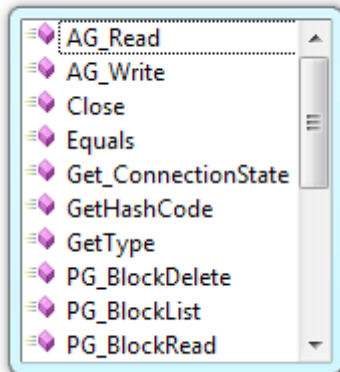 AG_Read
AG_Write
Close
Equals
Get_ConnectionState
GetHashCode
GetType
PG_BlockDelete
PG_BlockList
PG_BlockRead